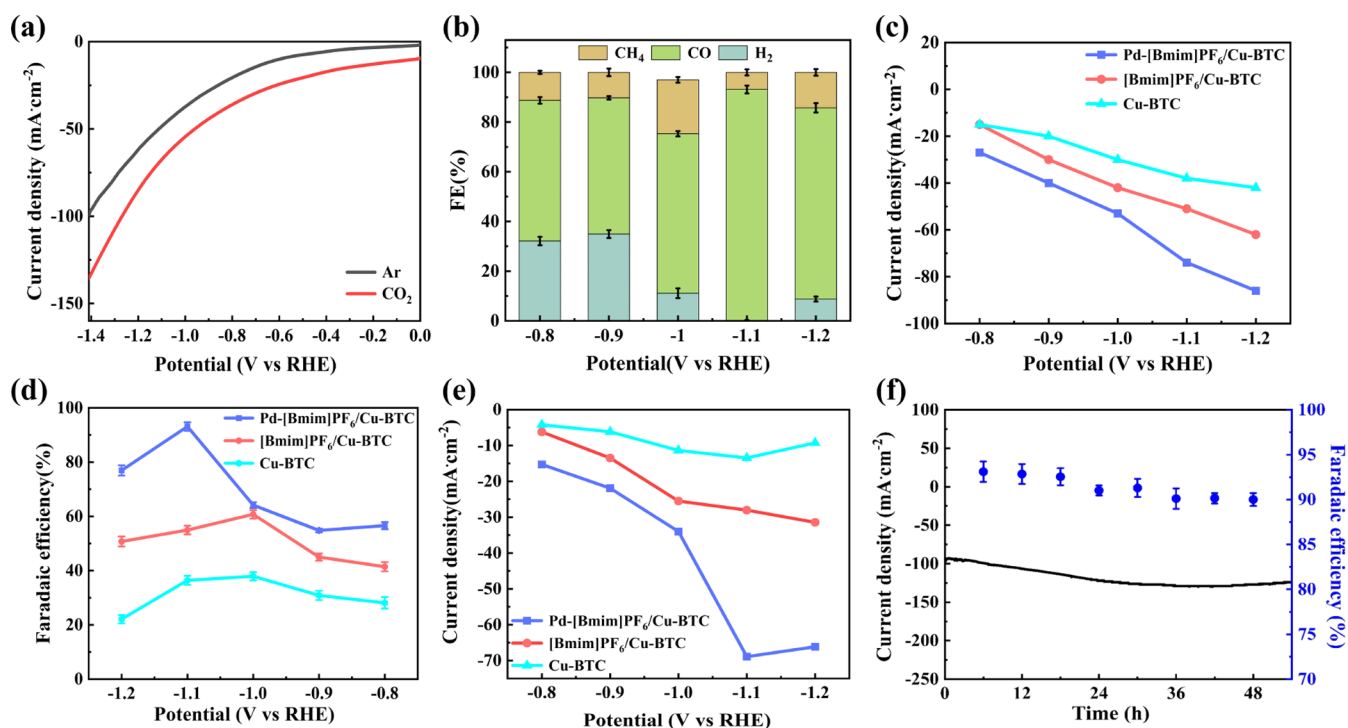 (a)
0
-50
-100
-150
Current density (mA·cm⁻²)
Ar
CO₂
-1.4 -1.2 -1.0 -0.8 -0.6 -0.4 -0.2 0.0
Potential (V vs RHE)
(b)
CH₄ CO H₂
100
80
60
40
20
0
FE(%)
-0.8 -0.9 -1 -1.1 -1.2
Potential(V vs RHE)
(c)
20
0
-20
-40
-60
-80
-100
Current density(mA·cm⁻²)
Pd-[Bmim]PF₆/Cu-BTC
[Bmim]PF₆/Cu-BTC
Cu-BTC
-0.8 -0.9 -1.0 -1.1 -1.2
Potential (V vs RHE)
(d)
100
80
60
40
20
0
Faradaic efficiency(%)
Pd-[Bmim]PF₆/Cu-BTC
[Bmim]PF₆/Cu-BTC
Cu-BTC
-1.2 -1.1 -1.0 -0.9 -0.8
Potential (V vs RHE)
(e)
0
-10
-20
-30
-40
-50
-60
-70
Current density(mA·cm⁻²)
Pd-[Bmim]PF₆/Cu-BTC
[Bmim]PF₆/Cu-BTC
Cu-BTC
-0.8 -0.9 -1.0 -1.1 -1.2
Potential (V vs RHE)
(f)
100
50
0
-50
-100
-150
-200
-250
Current density (mA·cm⁻²)
100
95
90
85
80
75
70
Faradaic efficiency (%)
0 12 24 36 48
Time (h)